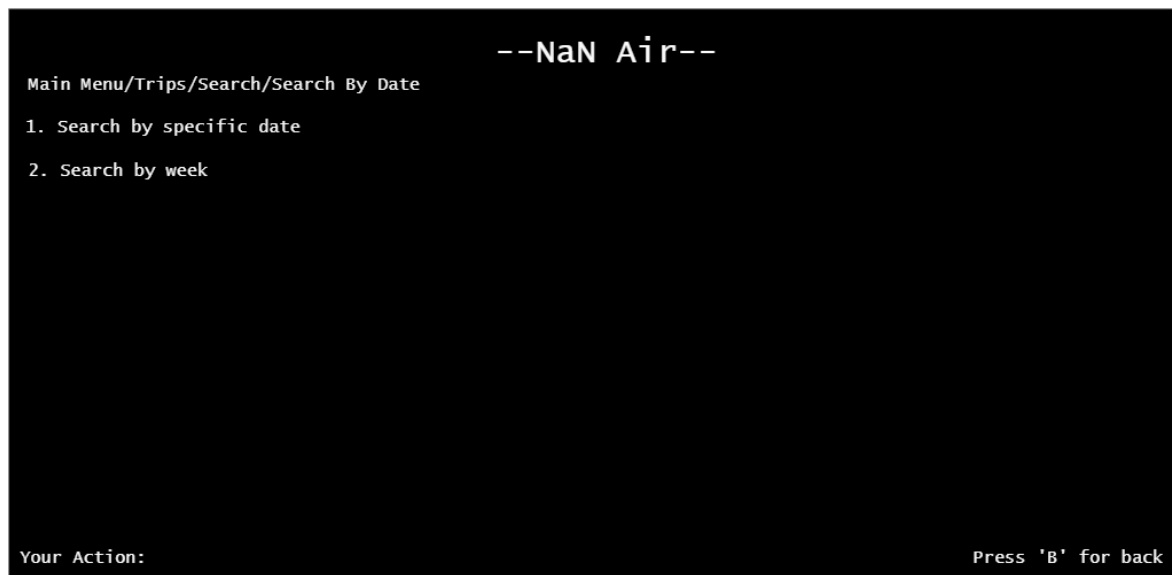 --NaN Air--
Main Menu/Trips/Search/Search By Date
1. Search by specific date
2. Search by week
Your Action:
Press 'B' for back